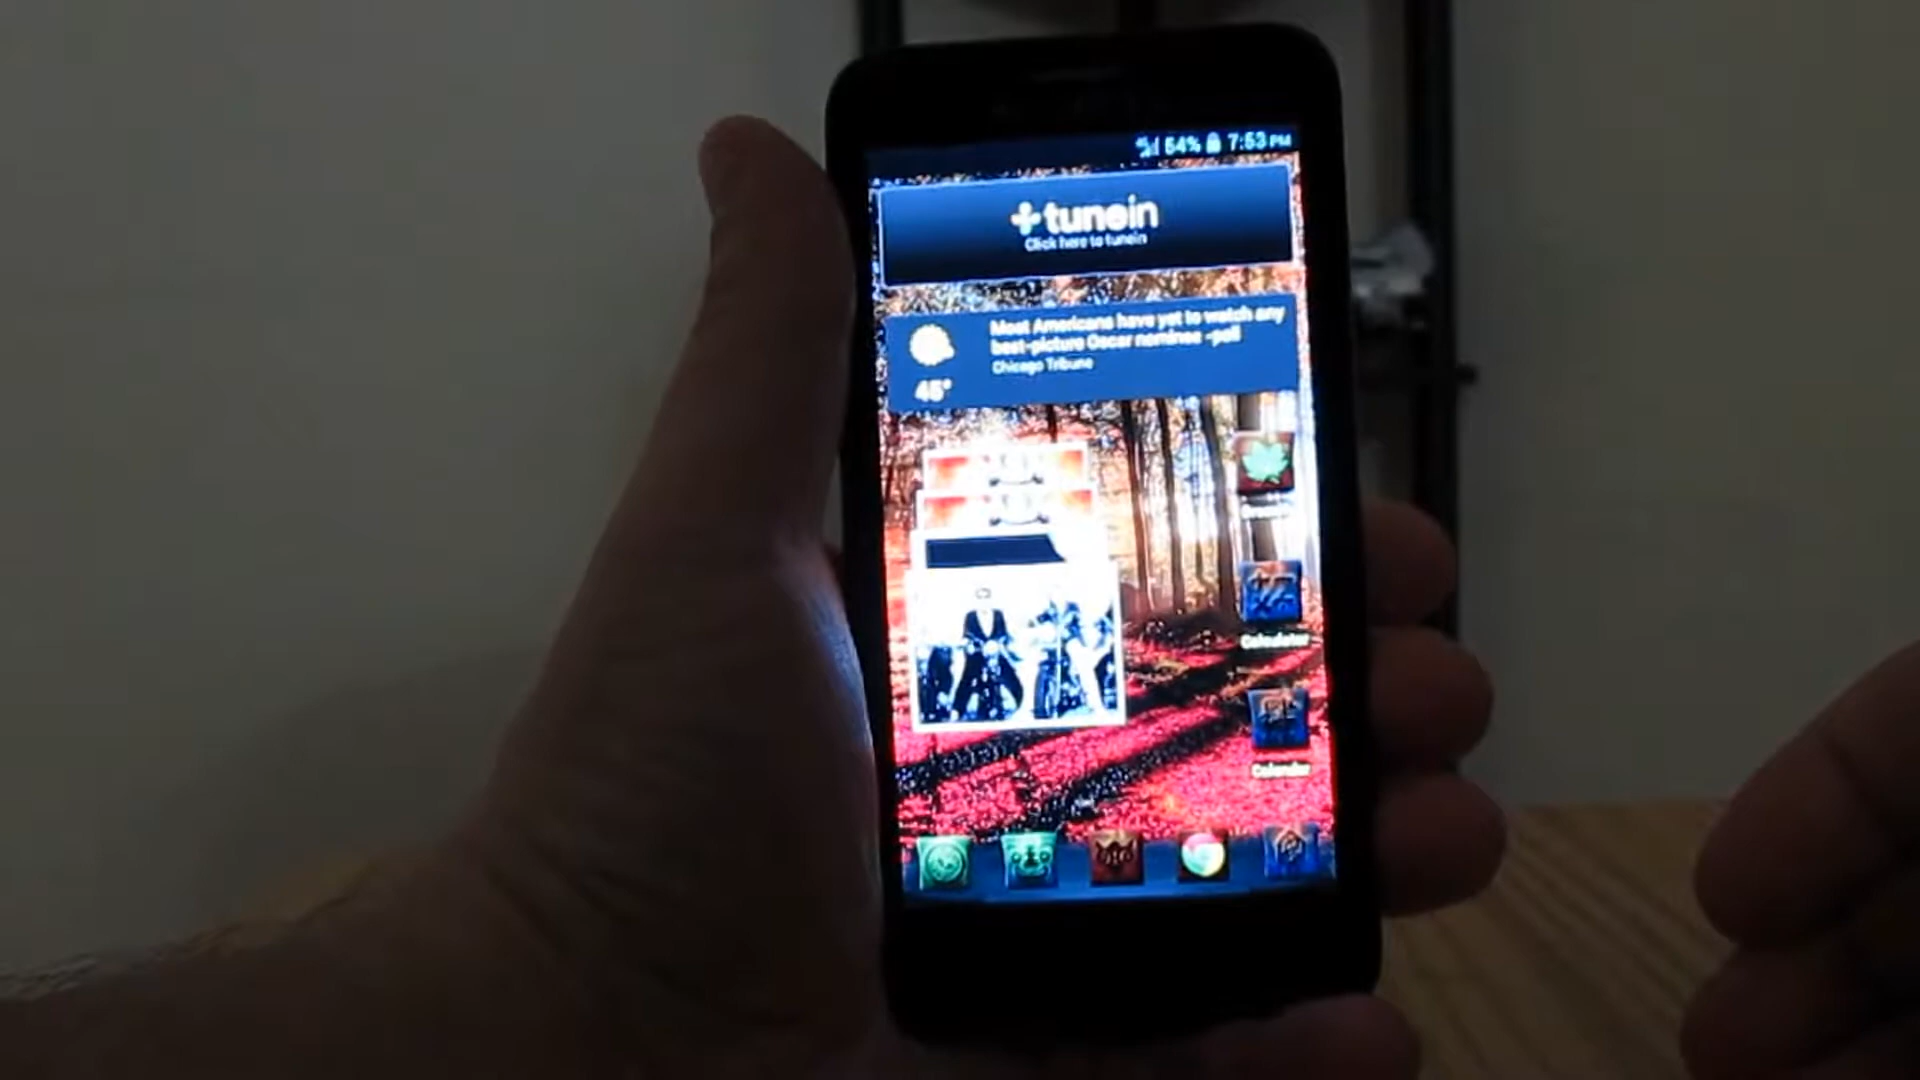 54% 7:53 PM
tunein
Click here to tunein
Most Americans have yet to watch any
best-picture Oscar nominee -poll
Chicago Tribune
45°
Calculator
Calendar